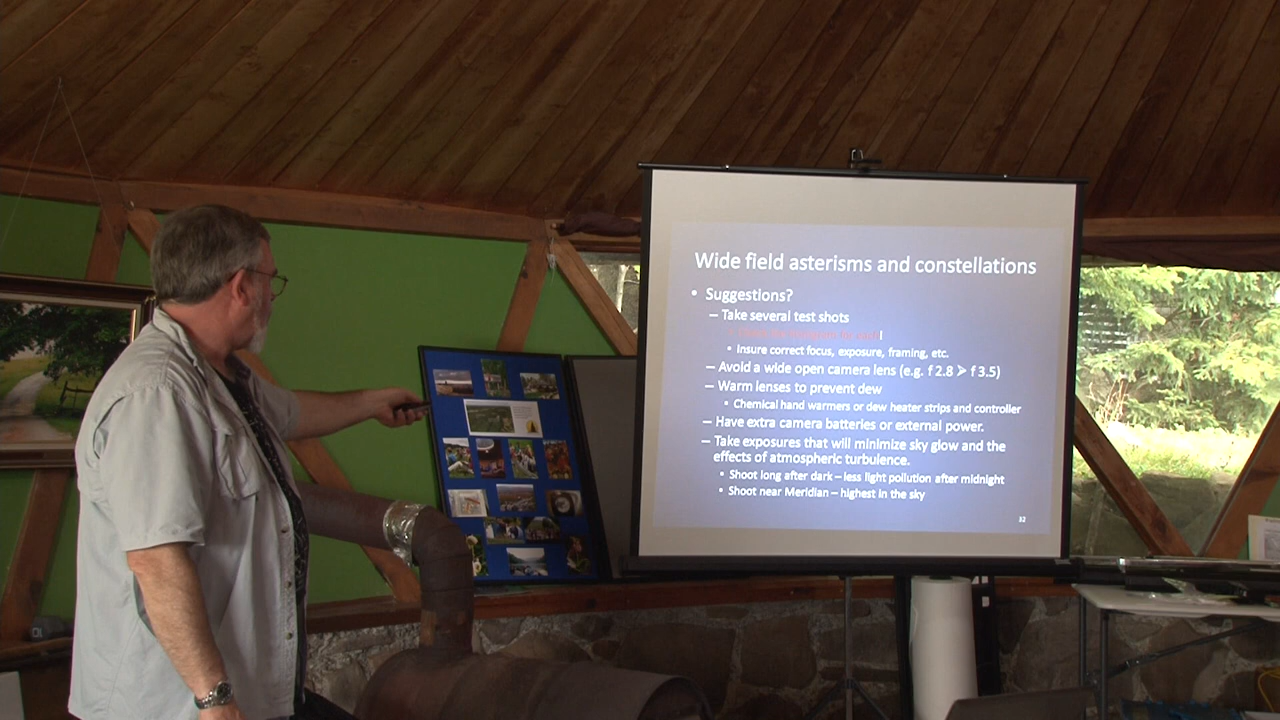 Wide field asterisms and constellations
• Suggestions?
– Take several test shots
▪ Insure correct focus, exposure, framing, etc.
– Avoid a wide open camera lens (e.g. f 2.8 ➢ f 3.5)
– Warm lenses to prevent dew
▪ Chemical hand warmers or dew heater strips and controller
– Have extra camera batteries or external power.
– Take exposures that will minimize sky glow and the
effects of atmospheric turbulence.
▪ Shoot long after dark – less light pollution after midnight
▪ Shoot near Meridian – highest in the sky
32